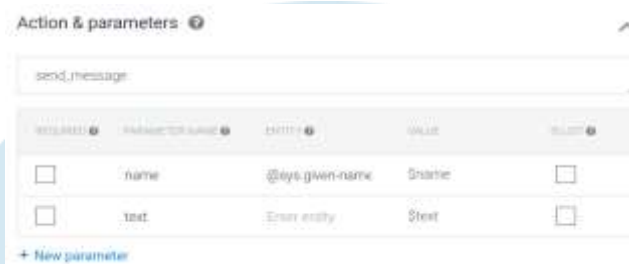 Action & parameters
send_message
REQUIRED PARAMETER NAME ENTITY VALUE IS LIST
name @sys.given-name $name
text Enter entity $text
+ New parameter